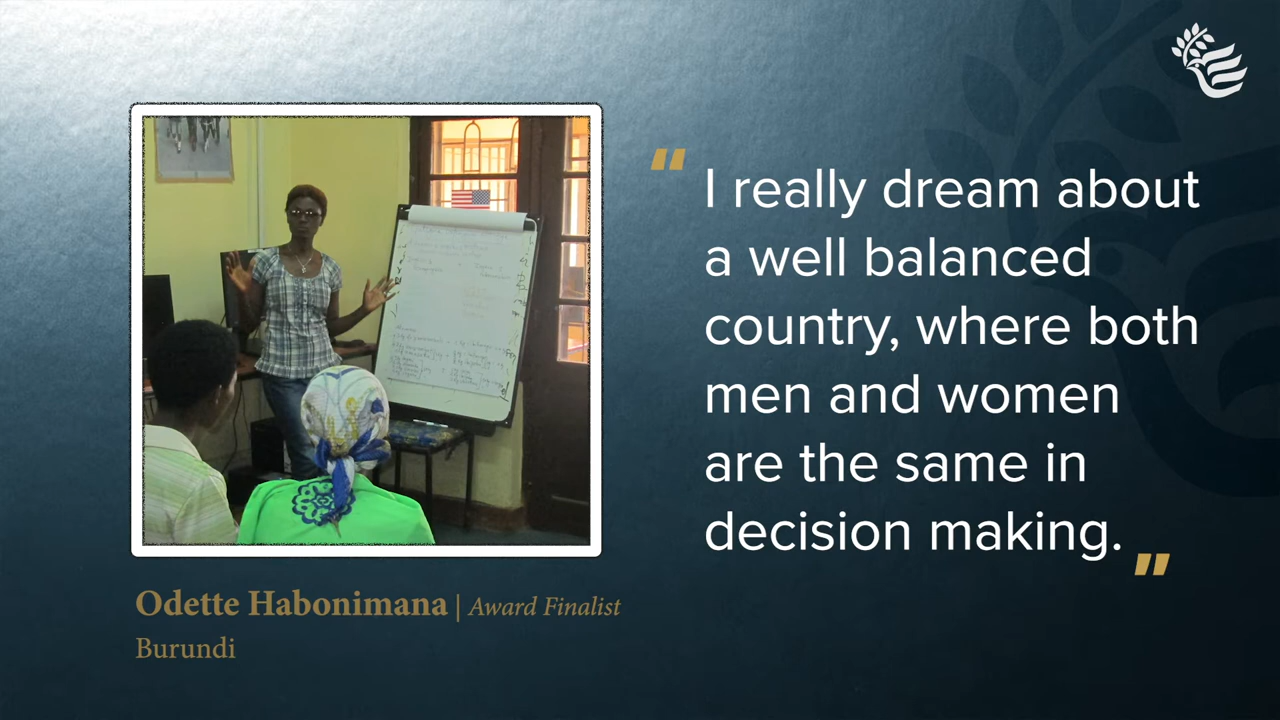 "I really dream about
a well balanced
country, where both
men and women
are the same in
decision making."
Odette Habonimana | Award Finalist
Burundi